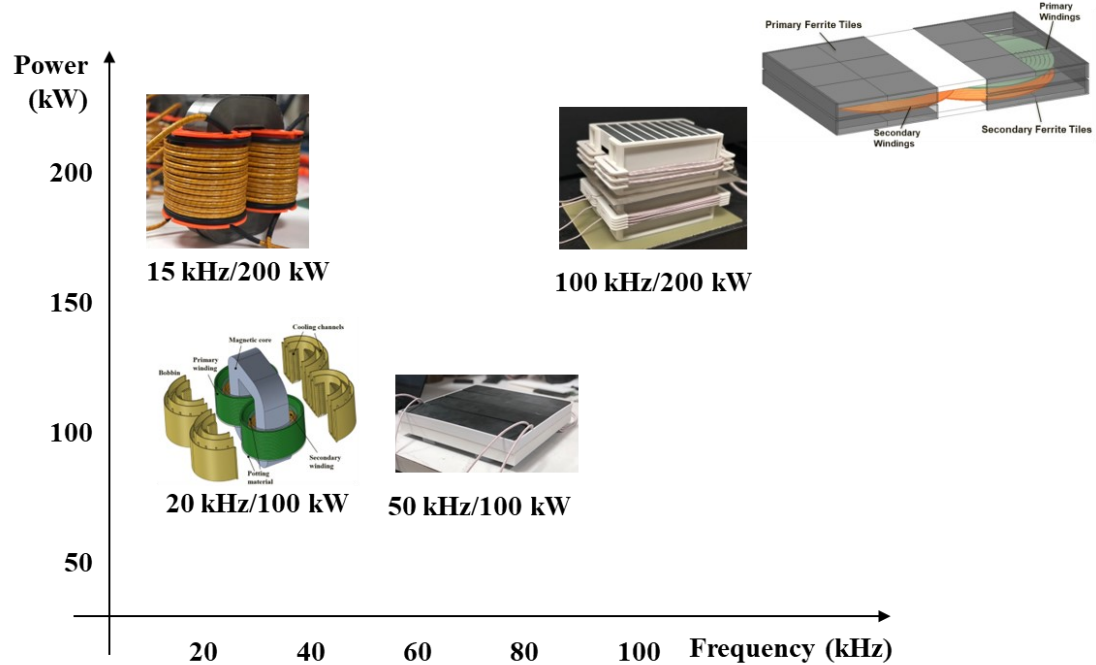 Primary
Windings
Primary Ferrite Tiles
Secondary
Windings
Secondary Ferrite Tiles
Power
(kW)
200
150
100
50
15 kHz/200 kW
100 kHz/200 kW
Cooling channels
Magnetic core
Primary
winding
Bobbin
Secondary
winding
Potting
material
20 kHz/100 kW
50 kHz/100 kW
20
40
60
80
100
Frequency (kHz)